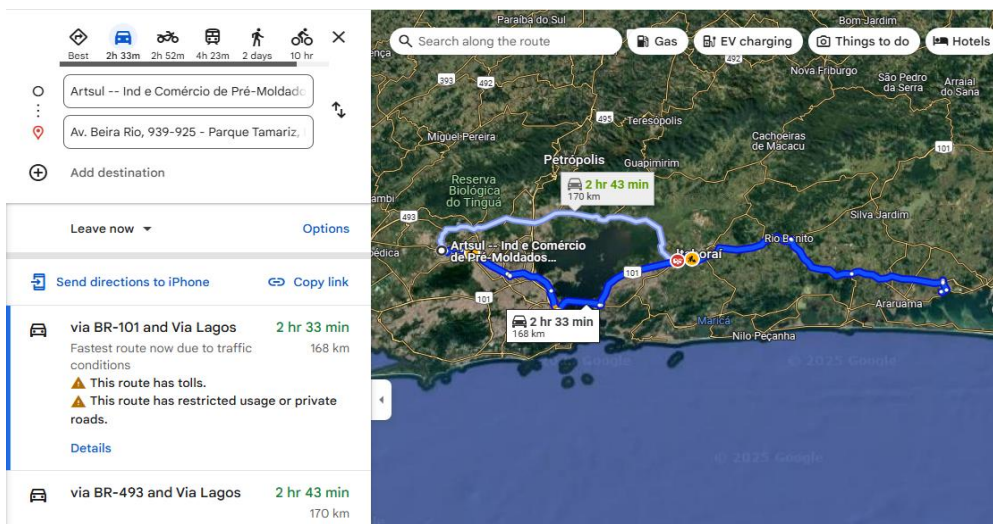 Best
2h 33m
2h 52m
4h 23m
2 days
10 hr
Artsul -- Ind e Comércio de Pré-Moldado
Av. Beira Rio, 939-925 - Parque Tamariz,
Add destination
Leave now
Options
Send directions to iPhone
Copy link
via BR-101 and Via Lagos
2 hr 33 min
Fastest route now due to traffic
168 km
conditions
This route has tolls.
This route has restricted usage or private
roads.
Details
via BR-493 and Via Lagos
2 hr 43 min
170 km
Search along the route
Gas
EV charging
Things to do
Hotels
Paraíba do Sul
Bom Jardim
492
393
492
Nova Friburgo
São Pedro
da Serra
Arraial
do Sana
495
Teresópolis
Miguel Pereira
Cachoeiras
de Macacu
101
Petrópolis
Guapimirim
2 hr 43 min
170 km
Reserva
Biológica
do Tinguá
493
Silva Jardim
Rio Bonito
Artsul -- Ind e Comércio
de Pré-Moldados...
101
101
Araruama
Maricá
2 hr 33 min
168 km
Nilo Peçanha
© 2025 Google
© 2025 Google